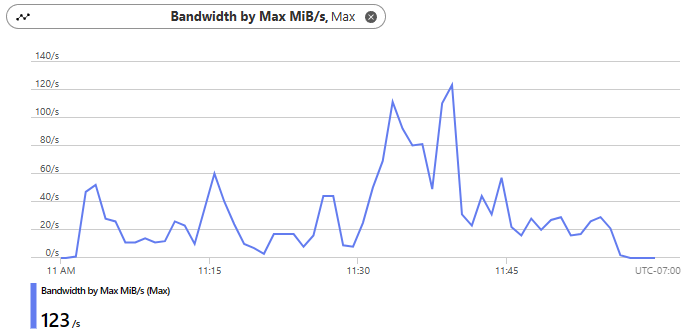 Bandwidth by Max MiB/s, Max
140/s
120/s
100/s
80/s
60/s
40/s
20/s
0/s
11 AM 11:15 11:30 11:45 UTC-07:00
Bandwidth by Max MiB/s (Max)
123 /s